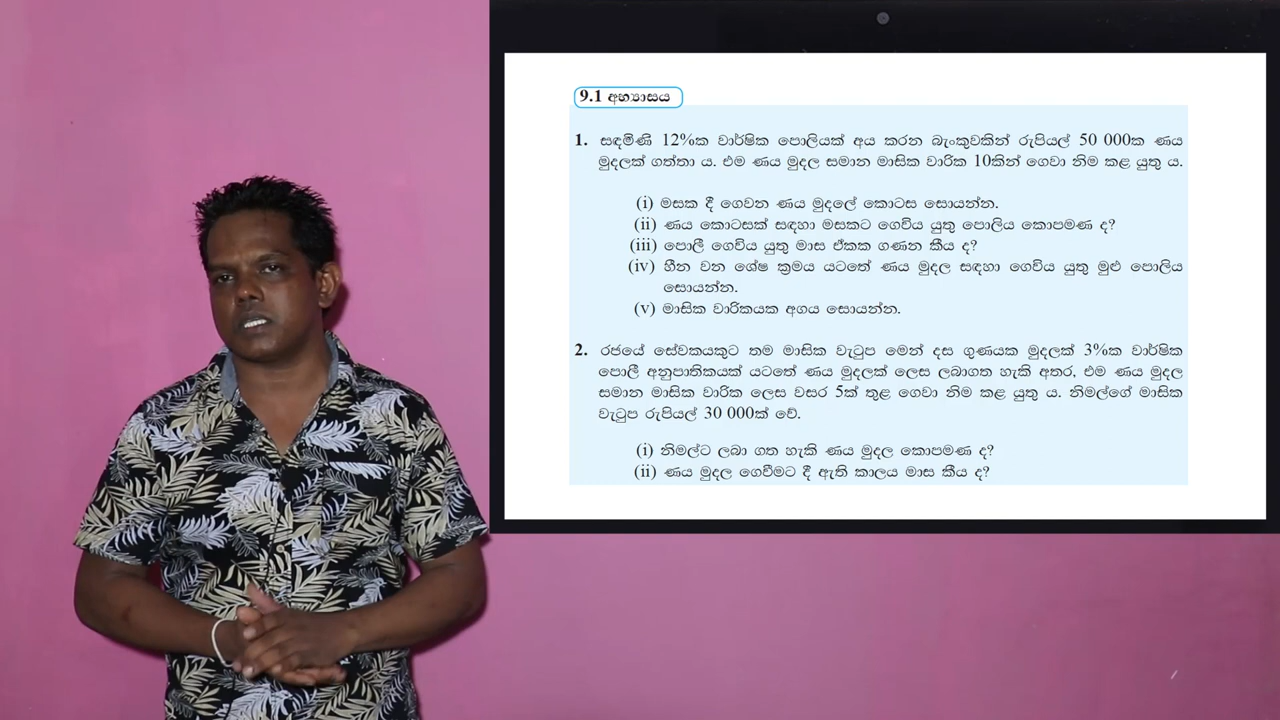 9.1 අභ්‍යාසය
1. සඳමිණි 12%ක වාර්ෂික පොලියක් අය කරන බැංකුවකින් රුපියල් 50 000ක ණය
මුදලක් ගත්තා ය. එම ණය මුදල සමාන මාසික වාරික 10කින් ගෙවා නිම කළ යුතු ය.
(i) මසක දී ගෙවන ණය මුදලේ කොටස සොයන්න.
(ii) ණය කොටසක් සඳහා මසකට ගෙවිය යුතු පොලිය කොපමණ ද?
(iii) පොලී ගෙවිය යුතු මාස ඒකක ගණන කීය ද?
(iv) හීන වන ශේෂ ක්‍රමය යටතේ ණය මුදල සඳහා ගෙවිය යුතු මුළු පොලිය
සොයන්න.
(v) මාසික වාරිකයක අගය සොයන්න.
2. රජයේ සේවකයකුට තම මාසික වැටුප මෙන් දස ගුණයක මුදලක් 3%ක වාර්ෂික
පොලී අනුපාතිකයක් යටතේ ණය මුදලක් ලෙස ලබාගත හැකි අතර, එම ණය මුදල
සමාන මාසික වාරික ලෙස වසර 5ක් තුළ ගෙවා නිම කළ යුතු ය. නිමල්ගේ මාසික
වැටුප රුපියල් 30 000ක් වේ.
(i) නිමල්ට ලබා ගත හැකි ණය මුදල කොපමණ ද?
(ii) ණය මුදල ගෙවීමට දී ඇති කාලය මාස කීය ද?